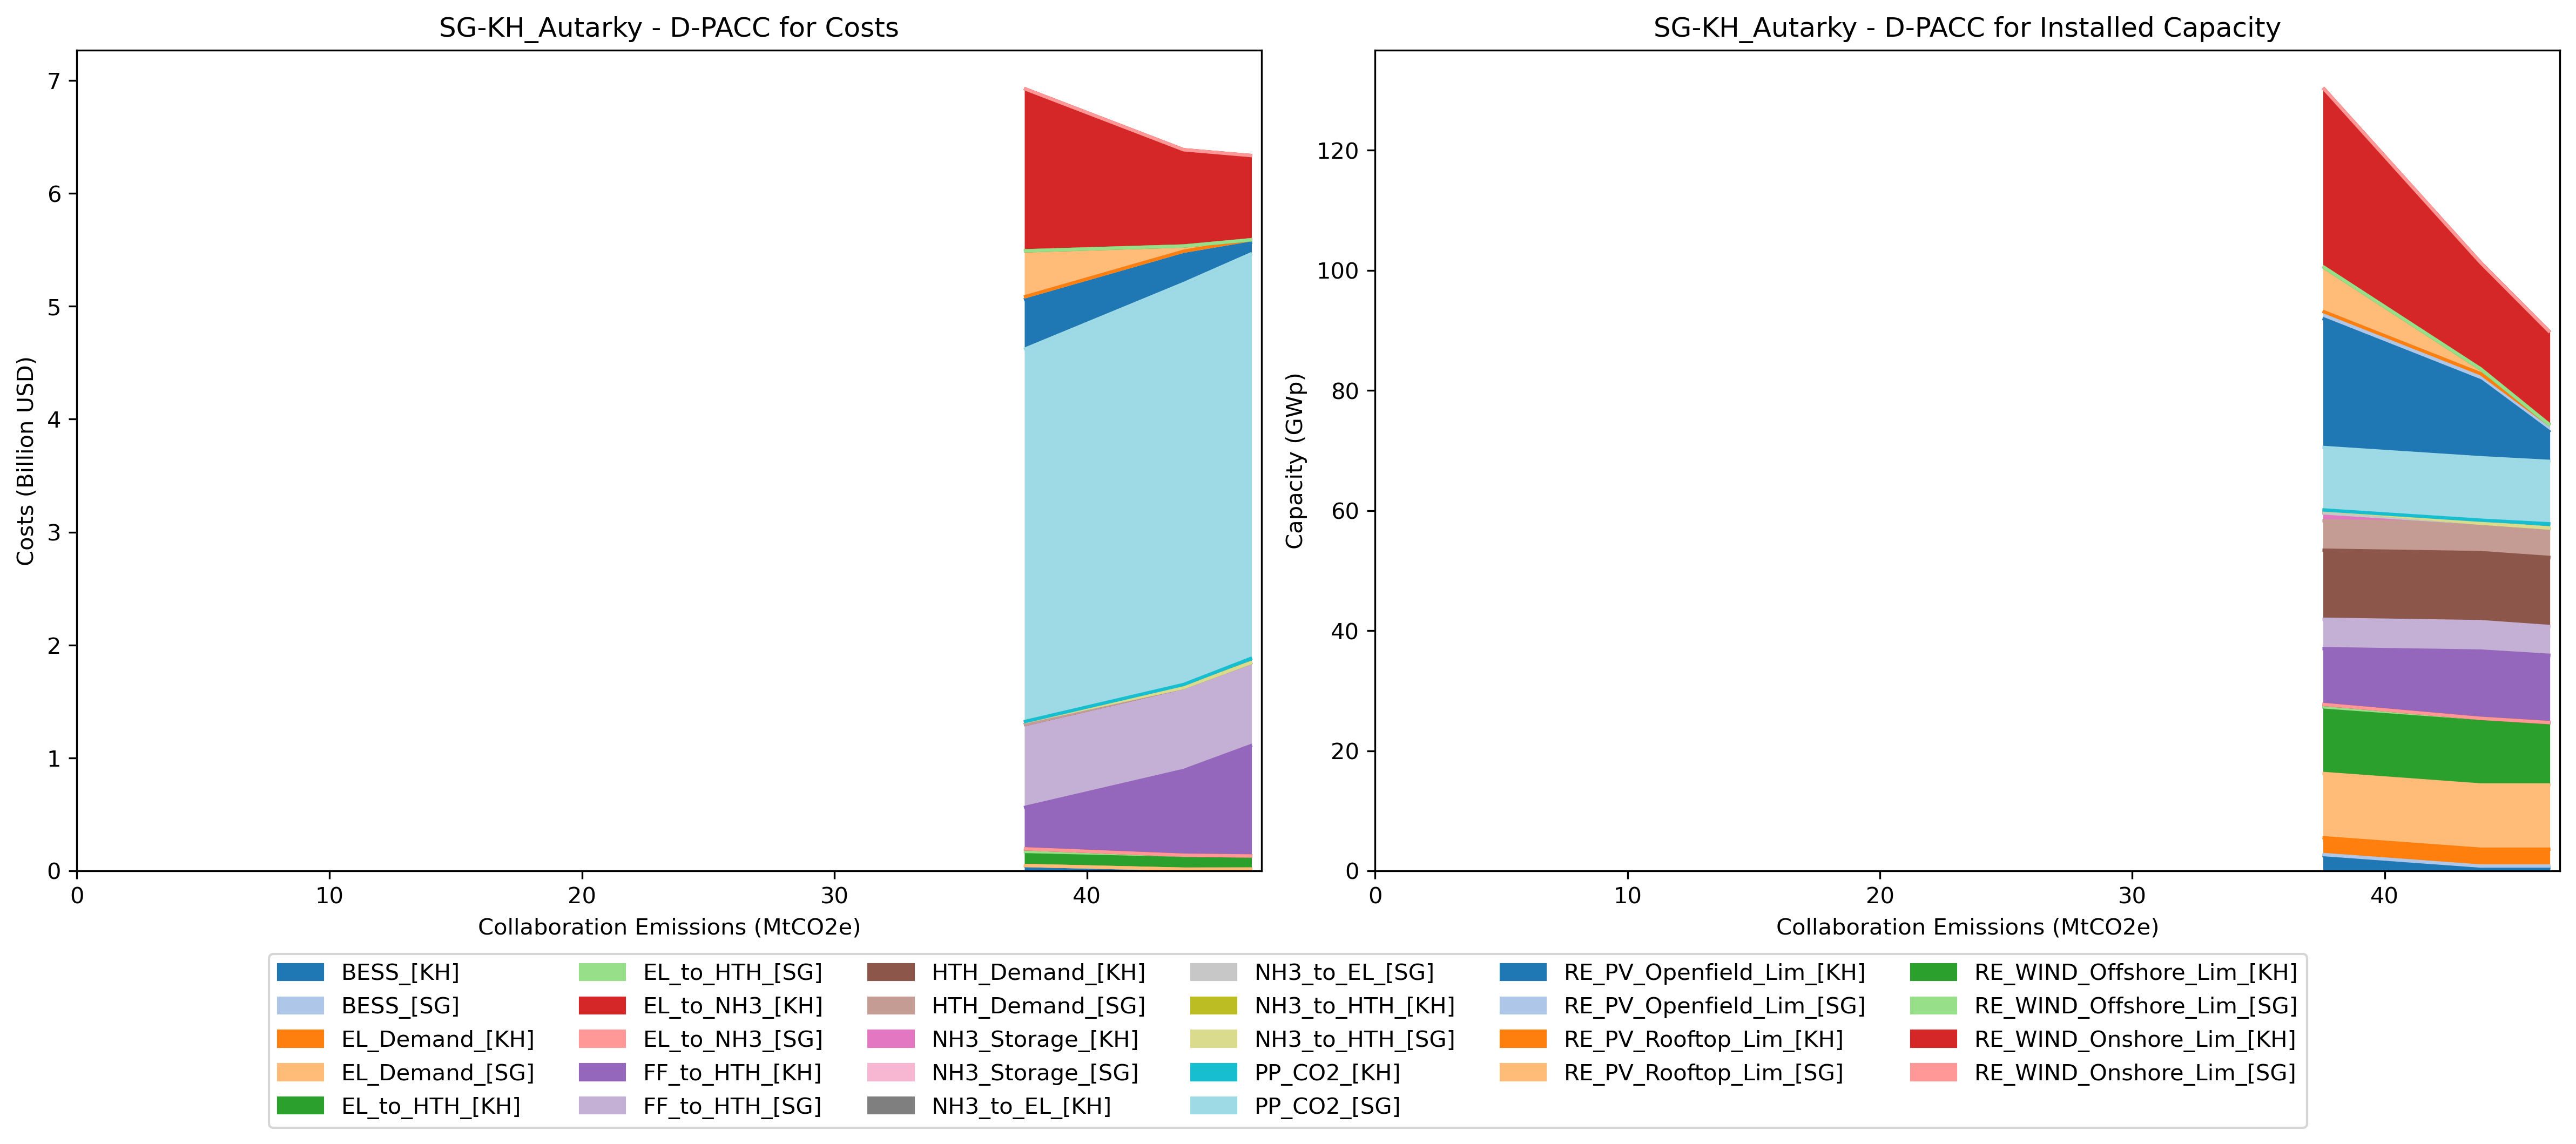 SG-KH_Autarky - D-PACC for Costs
7
6
5
4
3
2
1
0
Costs (Billion USD)
0 10 20 30 40
Collaboration Emissions (MtCO2e)
SG-KH_Autarky - D-PACC for Installed Capacity
120
100
80
60
40
20
0
Capacity (GWp)
0 10 20 30 40
Collaboration Emissions (MtCO2e)
BESS_[KH]
BESS_[SG]
EL_Demand_[KH]
EL_Demand_[SG]
EL_to_HTH_[KH]
EL_to_HTH_[SG]
EL_to_NH3_[KH]
EL_to_NH3_[SG]
FF_to_HTH_[KH]
FF_to_HTH_[SG]
HTH_Demand_[KH]
HTH_Demand_[SG]
NH3_Storage_[KH]
NH3_Storage_[SG]
NH3_to_EL_[KH]
NH3_to_EL_[SG]
NH3_to_HTH_[KH]
NH3_to_HTH_[SG]
PP_CO2_[KH]
PP_CO2_[SG]
RE_PV_Openfield_Lim_[KH]
RE_PV_Openfield_Lim_[SG]
RE_PV_Rooftop_Lim_[KH]
RE_PV_Rooftop_Lim_[SG]
RE_WIND_Offshore_Lim_[KH]
RE_WIND_Offshore_Lim_[SG]
RE_WIND_Onshore_Lim_[KH]
RE_WIND_Onshore_Lim_[SG]